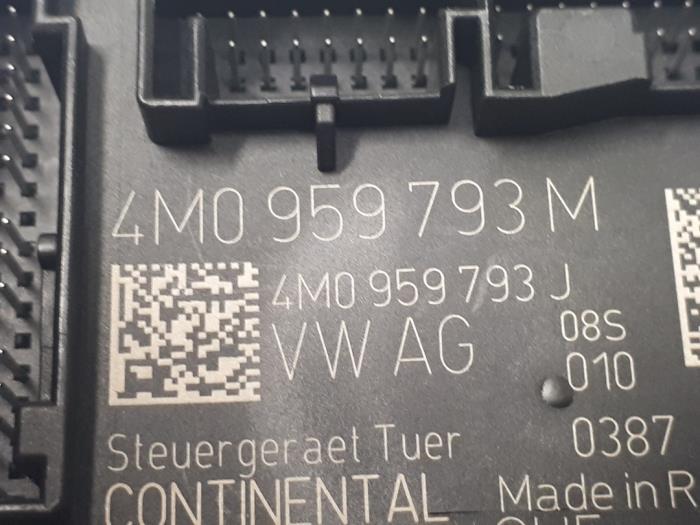 4M0 959 793 M
4M0 959 793 J
VW AG
08S
010
Steuergeraet Tuer
0387
CONTINENTAL
Made in R